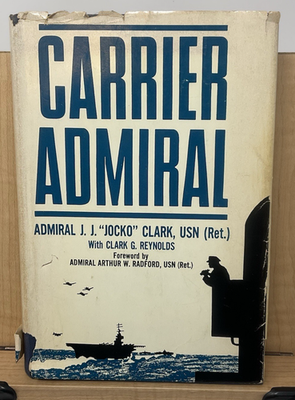 CARRIER
ADMIRAL
ADMIRAL J. J. "JOCKO" CLARK, USN (Ret.)
With CLARK G. REYNOLDS
Foreword by
ADMIRAL ARTHUR W. RADFORD, USN (Ret.)